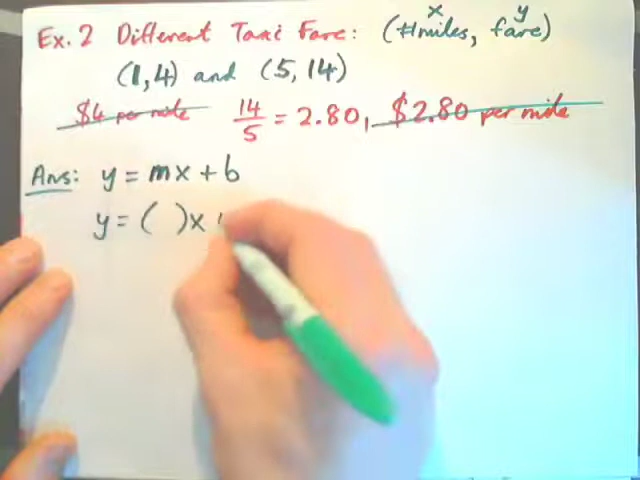 Ex. 2 Different Taxi Fare: (#miles, fare)
x y
(1,4) and (5,14)
$4 per mile 14/5 = 2.80, $2.80 per mile
Ans: y = mx + b
y = ( )x